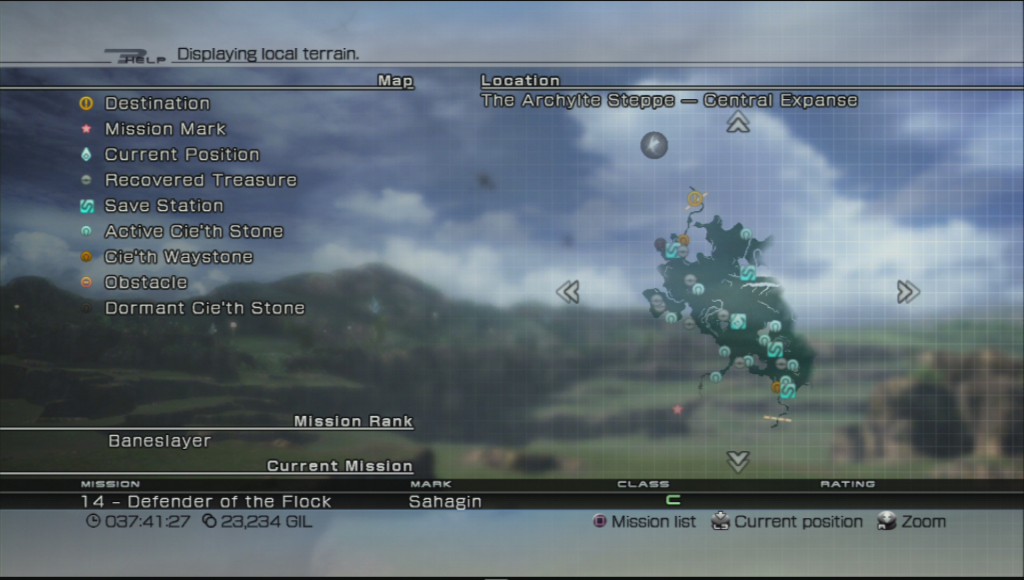 HELP Displaying local terrain.
Map
Location
The Archylte Steppe — Central Expanse
Destination
Mission Mark
Current Position
Recovered Treasure
Save Station
Active Cie'th Stone
Cie'th Waystone
Obstacle
Dormant Cie'th Stone
Mission Rank
Baneslayer
Current Mission
MISSION MARK CLASS RATING
14 – Defender of the Flock Sahagin C
037:41:27 23,234 GIL Mission list L3 Current position R Zoom